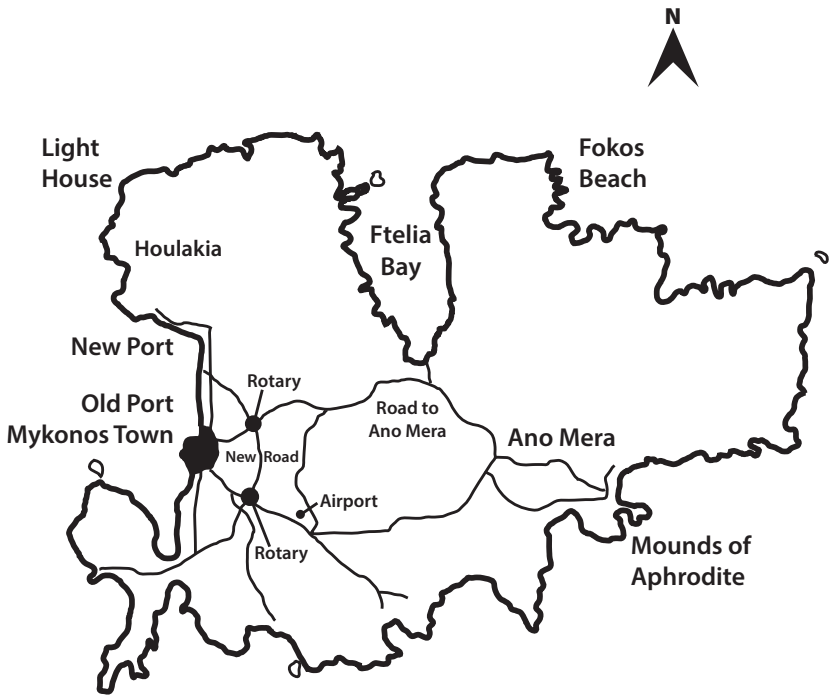 N
Light
House
Fokos
Beach
Houlakia
Ftelia
Bay
New Port
Rotary
Old Port
Mykonos Town
Road to
Ano Mera
Ano Mera
New Road
Airport
Rotary
Mounds of
Aphrodite